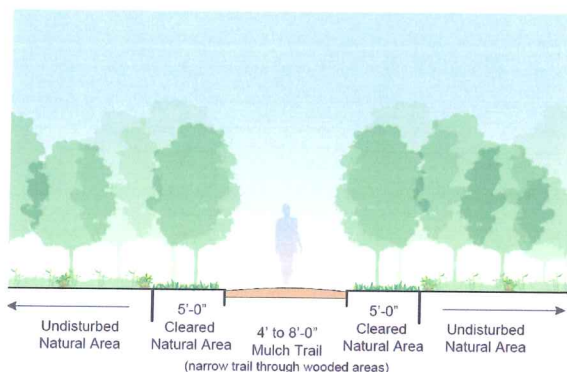 Undisturbed
Natural Area
5'-0"
Cleared
Natural Area
4' to 8'-0"
Mulch Trail
(narrow trail through wooded areas)
5'-0"
Cleared
Natural Area
Undisturbed
Natural Area